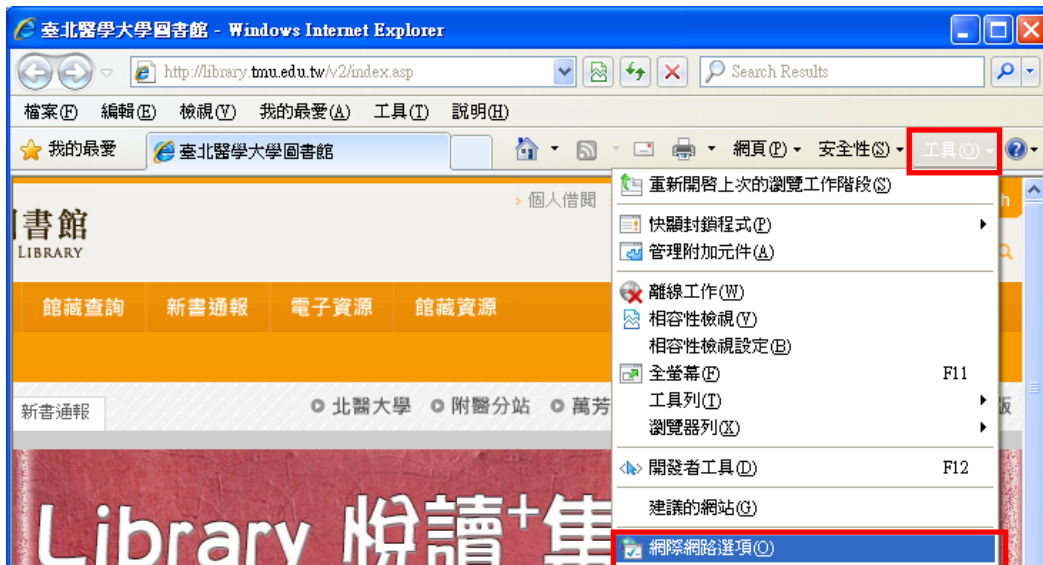 臺北醫學大學圖書館 - Windows Internet Explorer
http://library.tmu.edu.tw/v2/index.asp Search Results
檔案(F) 編輯(E) 檢視(V) 我的最愛(A) 工具(T) 說明(H)
我的最愛 臺北醫學大學圖書館 網頁(P) 安全性(S) 工具(O)
重新開啓上次的瀏覽工作階段(S)
個人借閱
書館
LIBRARY
快顯封鎖程式(P)
管理附加元件(A)
館藏查詢 新書通報 電子資源 館藏資源
離線工作(W)
相容性檢視(V)
相容性檢視設定(B)
全螢幕(F) F11
工具列(T)
瀏覽器列(X)
新書通報 北醫大學 附醫分站 萬芳
開發者工具(D) F12
建議的網站(G)
Library 悅讀+集
網際網路選項(O)